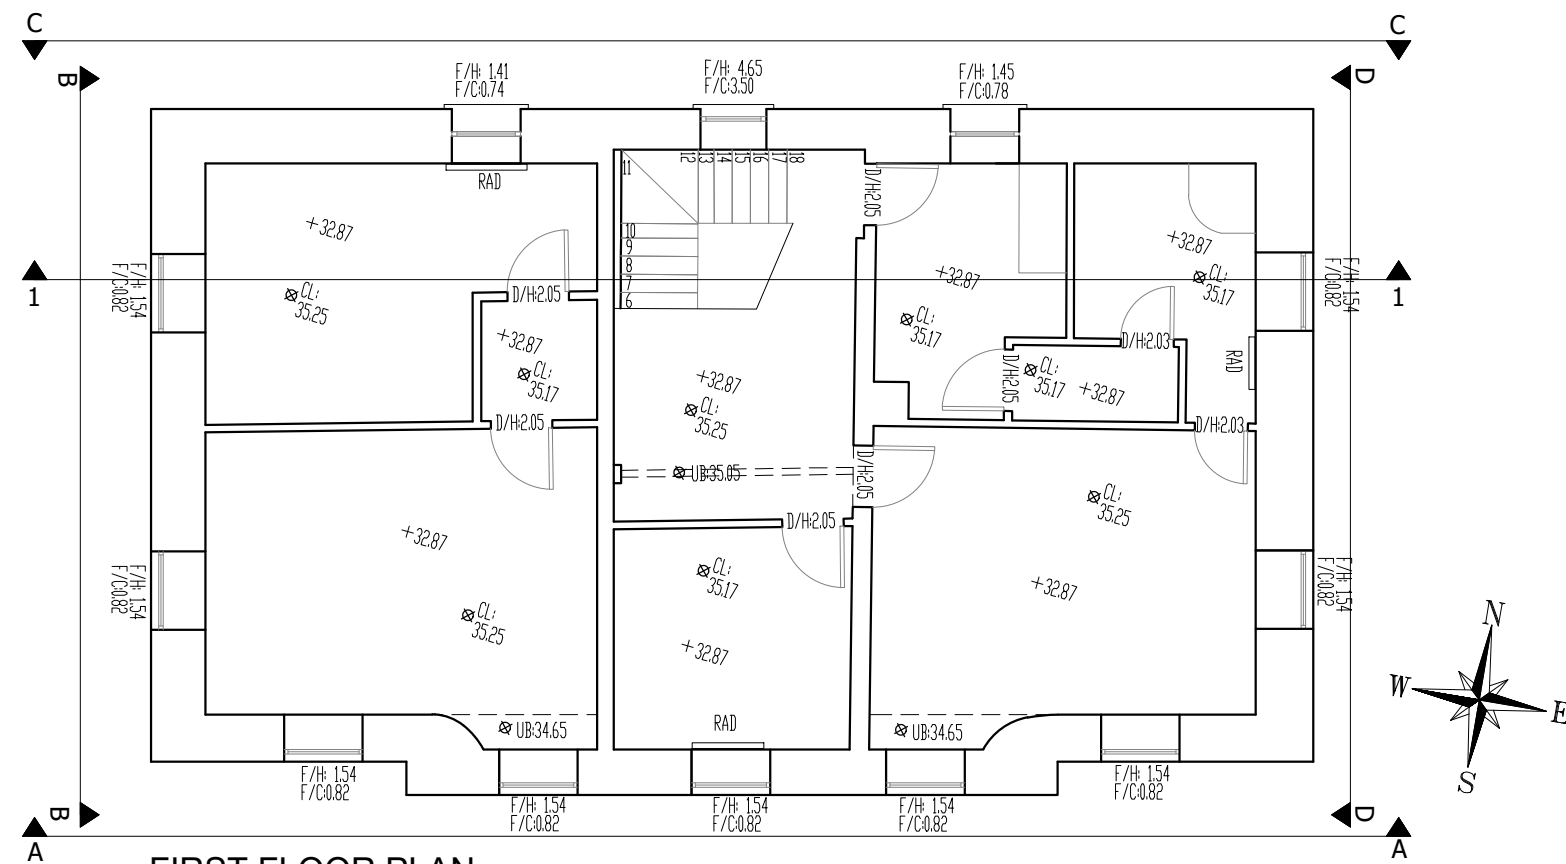 C
C
B
D
F/H: 1.41
F/C:0.74
F/H: 4.65
F/C:3.50
F/H: 1.45
F/C:0.78
RAD
11
12
13
14
15
16
17
18
10
9
8
7
6
D/H:2.05
+32.87
+32.87
+32.87
CL:
35.25
D/H:2.05
CL:
35.17
CL:
35.17
1
1
F/H: 1.54
F/C:0.82
F/H: 1.54
F/C:0.82
+32.87
CL:
35.17
D/H:2.03
RAD
+32.87
CL:
35.25
D/H:2.05
CL:
35.17
+32.87
D/H:2.05
D/H:2.03
UB:35.05
D/H:2.05
D/H:2.05
CL:
35.25
+32.87
CL:
35.17
+32.87
F/H: 1.54
F/C:0.82
F/H: 1.54
F/C:0.82
CL:
35.25
+32.87
N
W
E
S
UB:34.65
RAD
UB:34.65
F/H: 1.54
F/C:0.82
F/H: 1.54
F/C:0.82
F/H: 1.54
F/C:0.82
F/H: 1.54
F/C:0.82
F/H: 1.54
F/C:0.82
B
D
A
A
FIRST FLOOR PLAN